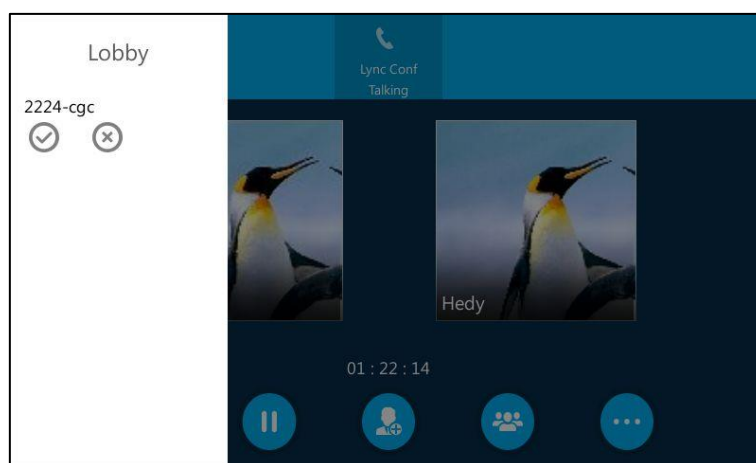 Lobby
2224-cgc
Lync Conf
Talking
Hedy
01 : 22 : 14